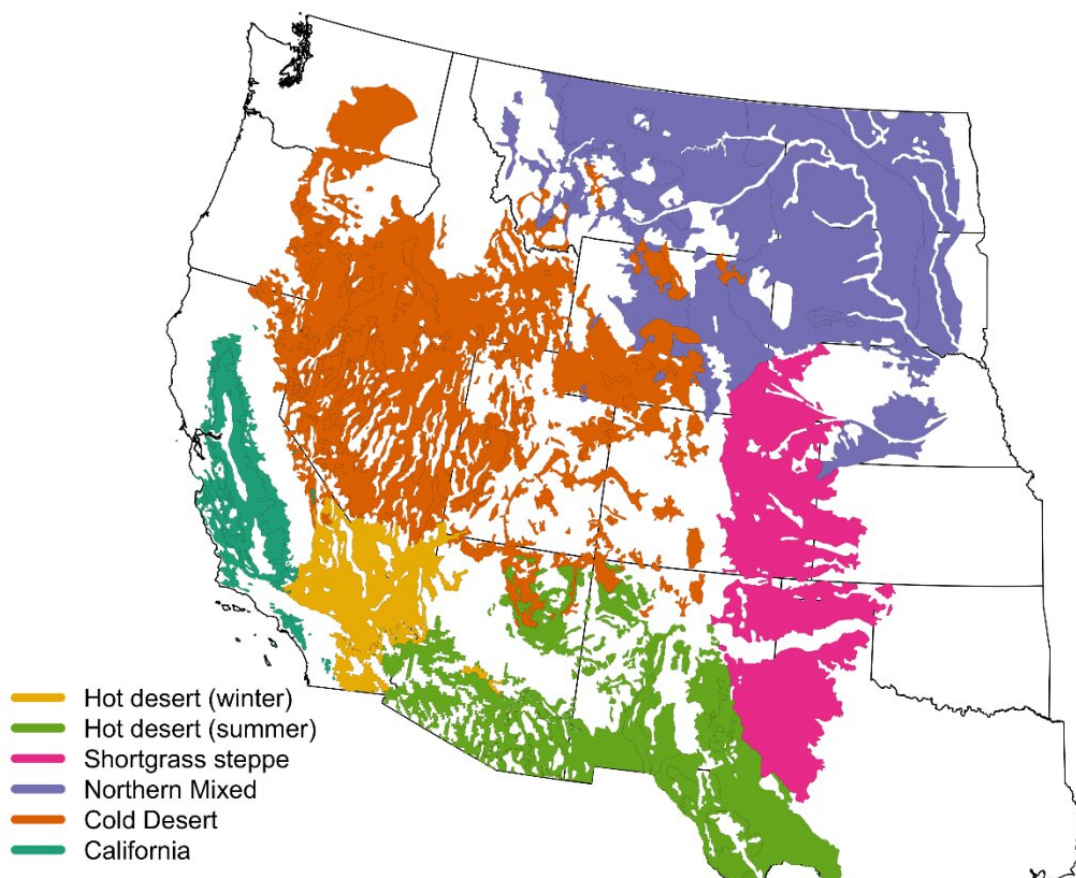 Hot desert (winter)
Hot desert (summer)
Shortgrass steppe
Northern Mixed
Cold Desert
California